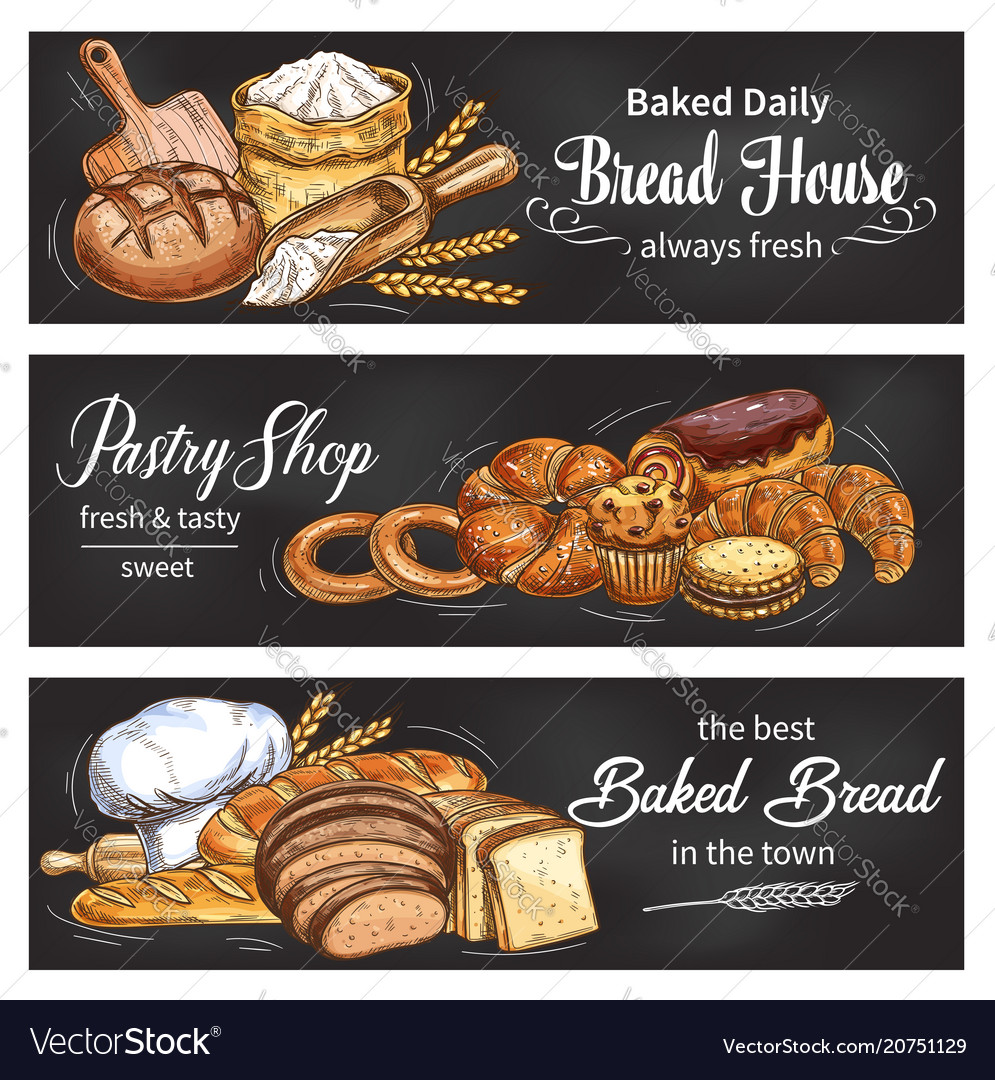 Baked Daily
Bread House
always fresh
Pastry Shop
fresh & tasty
sweet
the best
Baked Bread
in the town
VectorStock®
VectorStock.com/20751129